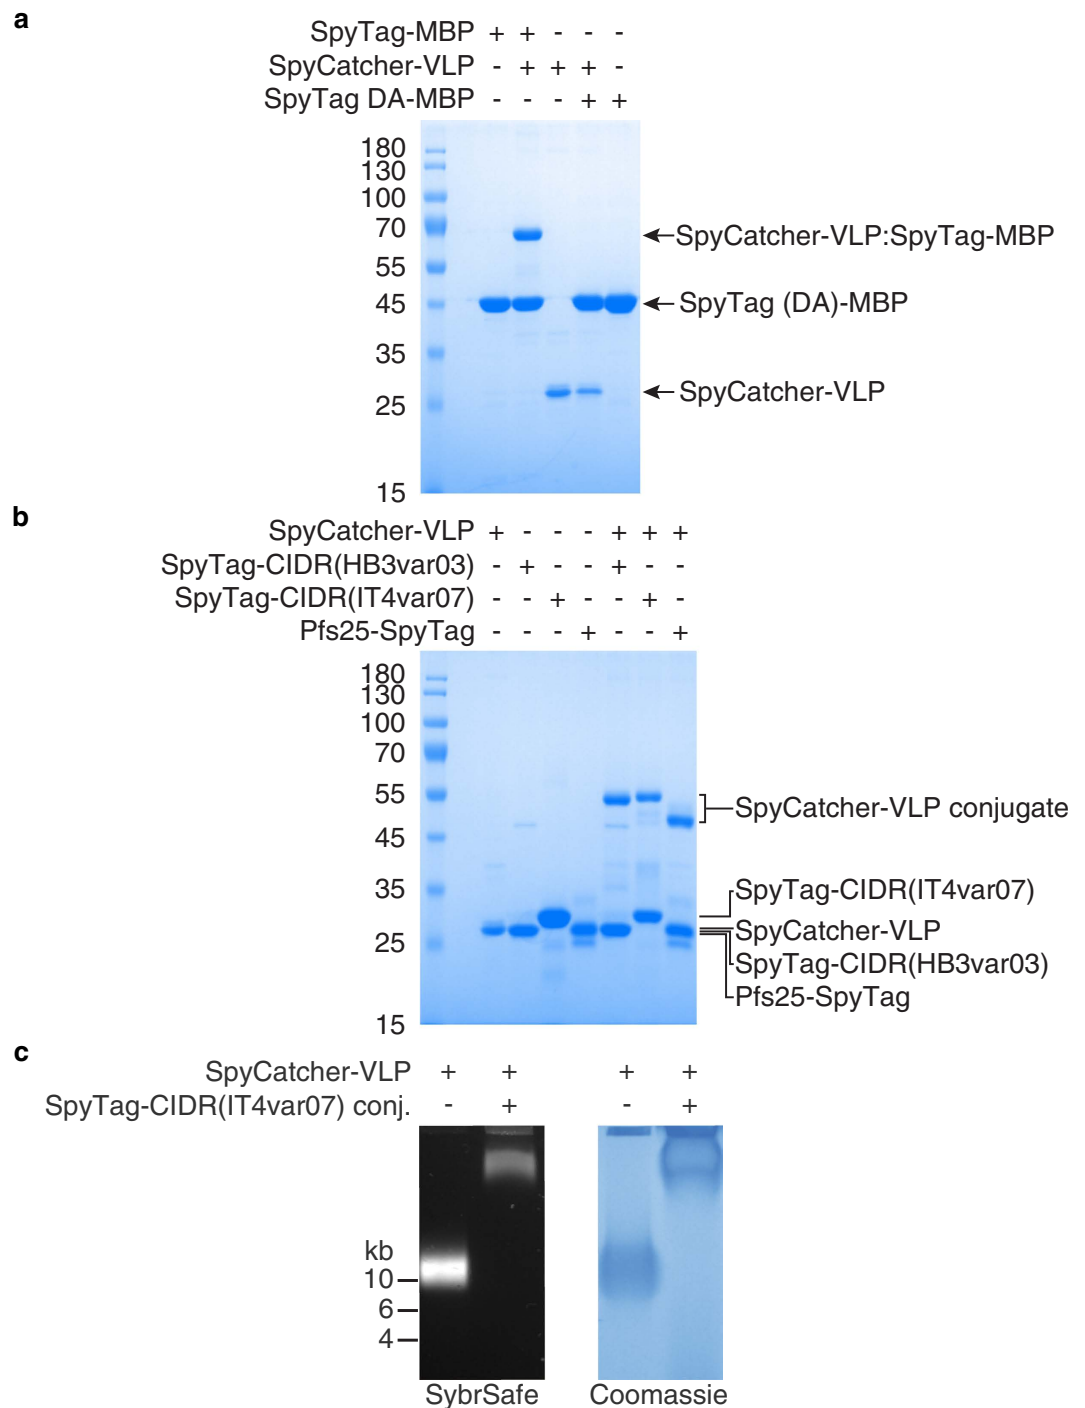 a
SpyTag-MBP + + - - -
SpyCatcher-VLP - + + + -
SpyTag DA-MBP - - - + +
180
130
100
70
55
45
35
25
15
SpyCatcher-VLP:SpyTag-MBP
SpyTag (DA)-MBP
SpyCatcher-VLP
b
SpyCatcher-VLP + - - - + + +
SpyTag-CIDR(HB3var03) - + - - + - -
SpyTag-CIDR(IT4var07) - - + - - + -
Pfs25-SpyTag - - - + - - +
180
130
100
70
55
45
35
25
15
SpyCatcher-VLP conjugate
SpyTag-CIDR(IT4var07)
SpyCatcher-VLP
SpyTag-CIDR(HB3var03)
Pfs25-SpyTag
c
SpyCatcher-VLP + + + +
SpyTag-CIDR(IT4var07) conj. - + - +
kb
10
6
4
SybrSafe
Coomassie